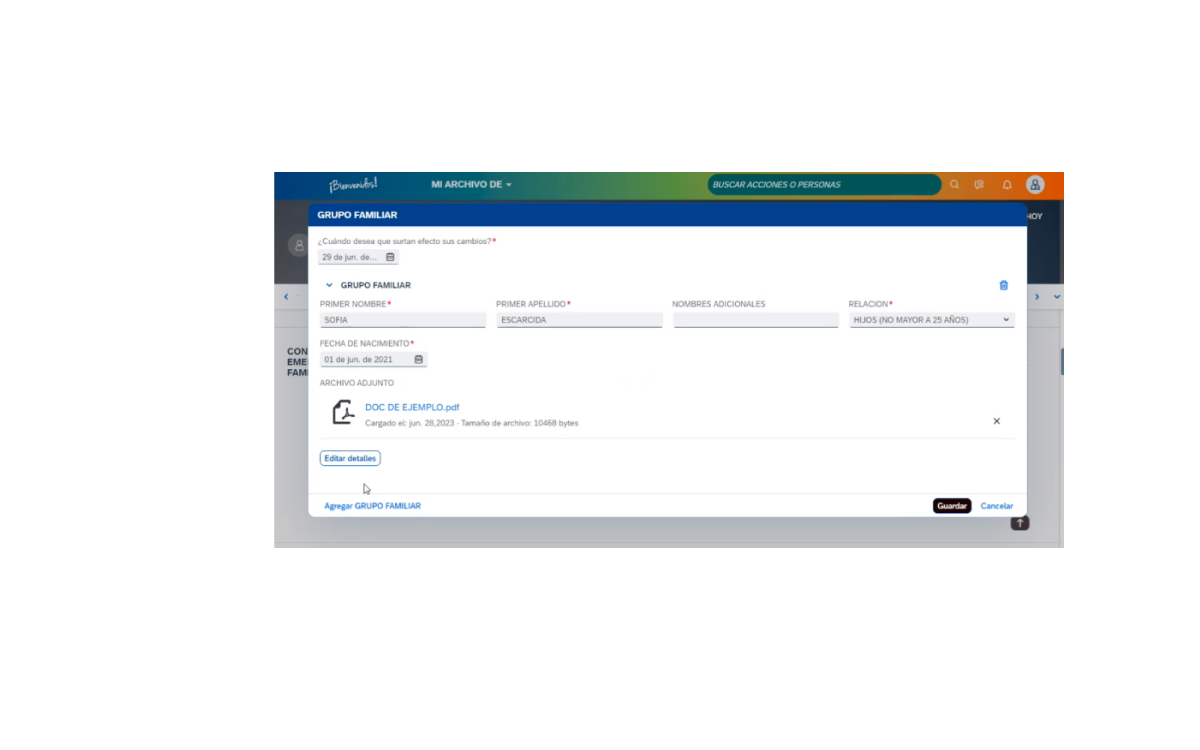 ¡Bienvenidos!
MI ARCHIVO DE
BUSCAR ACCIONES O PERSONAS
HOY
GRUPO FAMILIAR
¿Cuándo desea que surtan efecto sus cambios?*
29 de jun. de...
GRUPO FAMILIAR
PRIMER NOMBRE* PRIMER APELLIDO* NOMBRES ADICIONALES RELACION*
SOFIA ESCARCIDA HIJOS (NO MAYOR A 25 AÑOS)
FECHA DE NACIMIENTO*
01 de jun. de 2021
ARCHIVO ADJUNTO
DOC DE EJEMPLO.pdf
Cargado el: jun. 28,2023 - Tamaño de archivo: 10468 bytes
Editar detalles
Agregar GRUPO FAMILIAR
Guardar Cancelar
CON
EME
FAMI